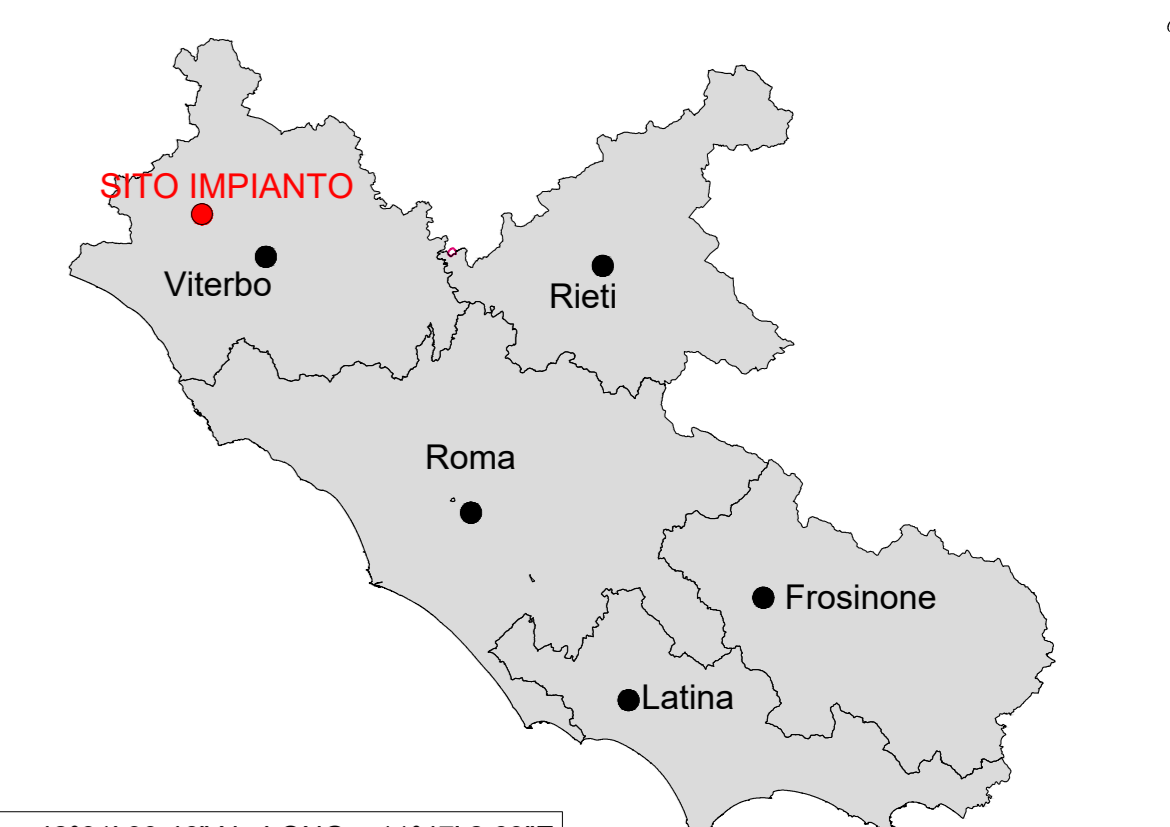 SITO IMPIANTO
Viterbo
Rieti
Roma
Frosinone
Latina